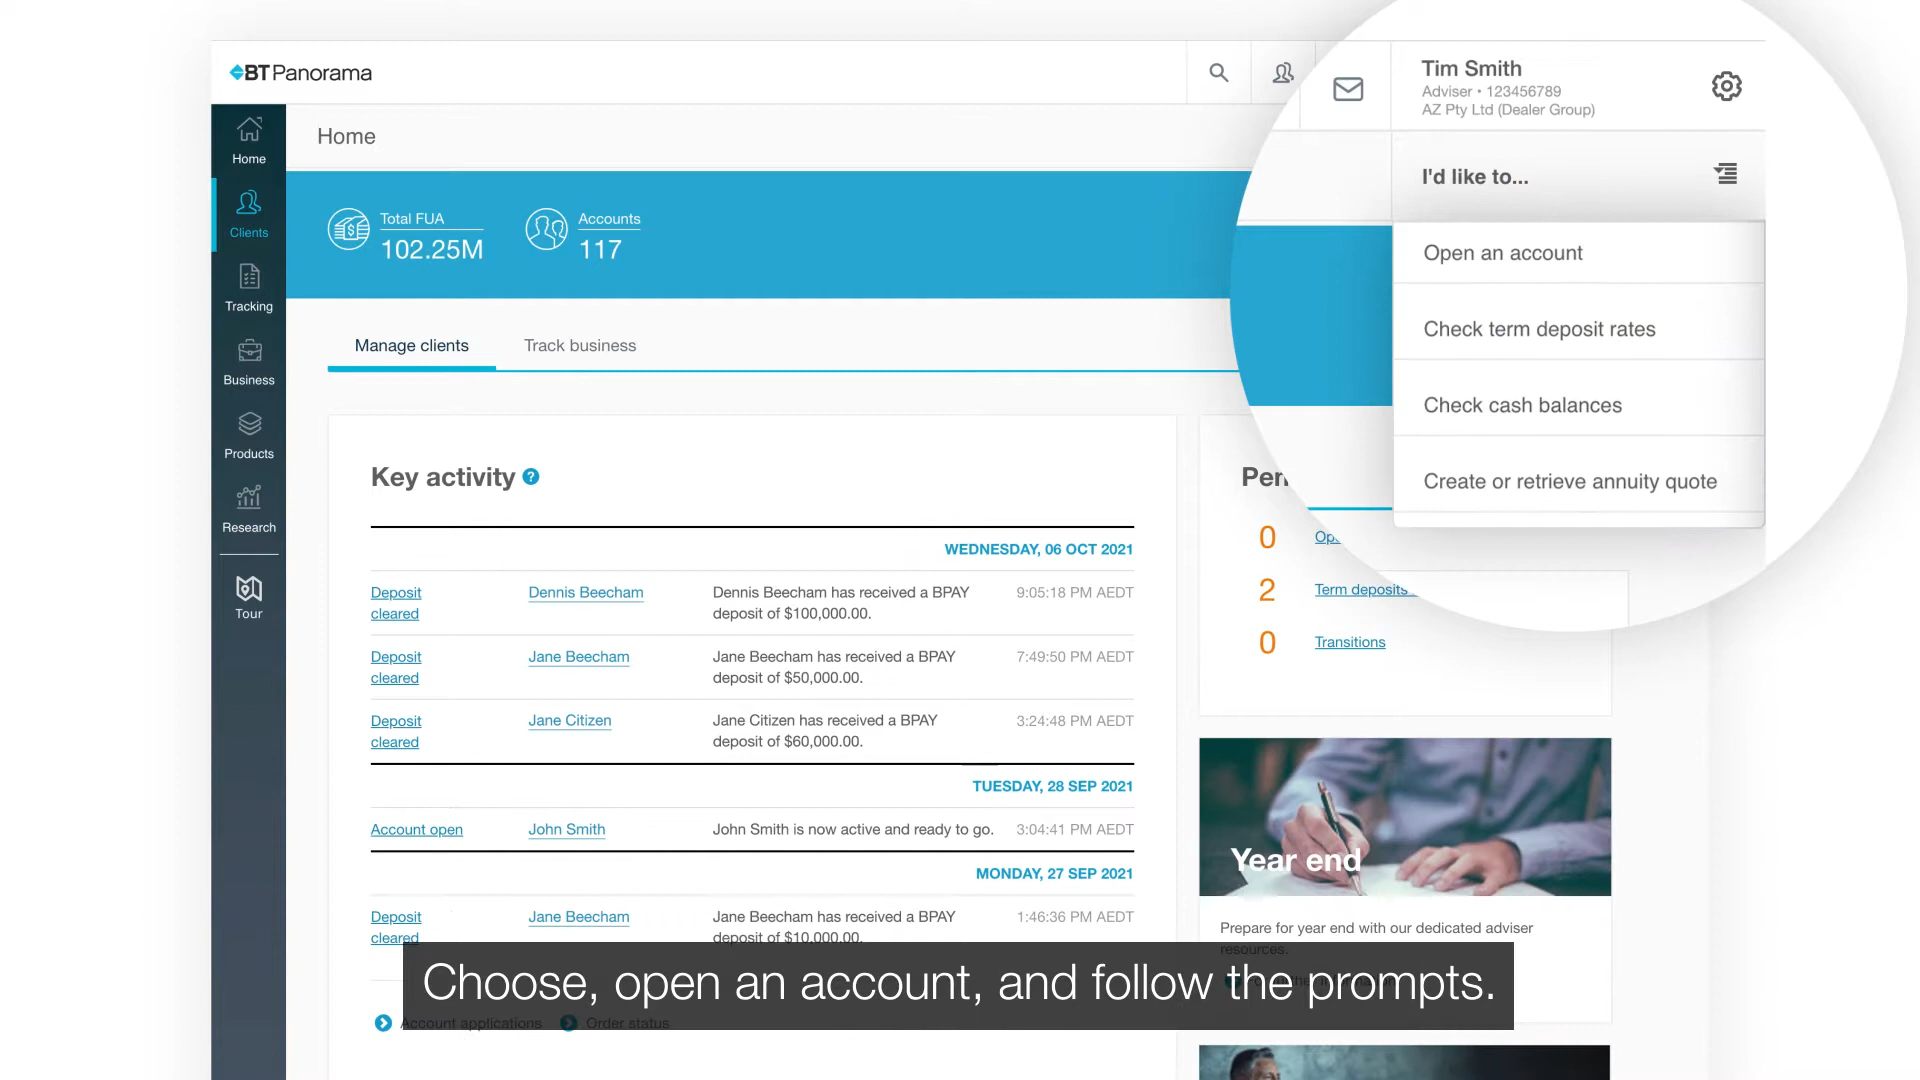 BTPanorama
Tim Smith
Adviser • 123456789
AZ Pty Ltd (Dealer Group)
Home
Clients
Tracking
Business
Products
Research
Tour
Home
I'd like to...
Open an account
Check term deposit rates
Check cash balances
Create or retrieve annuity quote
Total FUA
102.25M
Accounts
117
Manage clients
Track business
Key activity ?
WEDNESDAY, 06 OCT 2021
Deposit cleared
Dennis Beecham
Dennis Beecham has received a BPAY
deposit of $100,000.00.
9:05:18 PM AEDT
Deposit cleared
Jane Beecham
Jane Beecham has received a BPAY
deposit of $50,000.00.
7:49:50 PM AEDT
Deposit cleared
Jane Citizen
Jane Citizen has received a BPAY
deposit of $60,000.00.
3:24:48 PM AEDT
TUESDAY, 28 SEP 2021
Account open
John Smith
John Smith is now active and ready to go.
3:04:41 PM AEDT
MONDAY, 27 SEP 2021
Deposit cleared
Jane Beecham
Jane Beecham has received a BPAY
deposit of $10,000.00.
1:46:36 PM AEDT
Account applications
Order status
0
2 Term deposits
0 Transitions
Year end
Prepare for year end with our dedicated adviser
resources.
Choose, open an account, and follow the prompts.